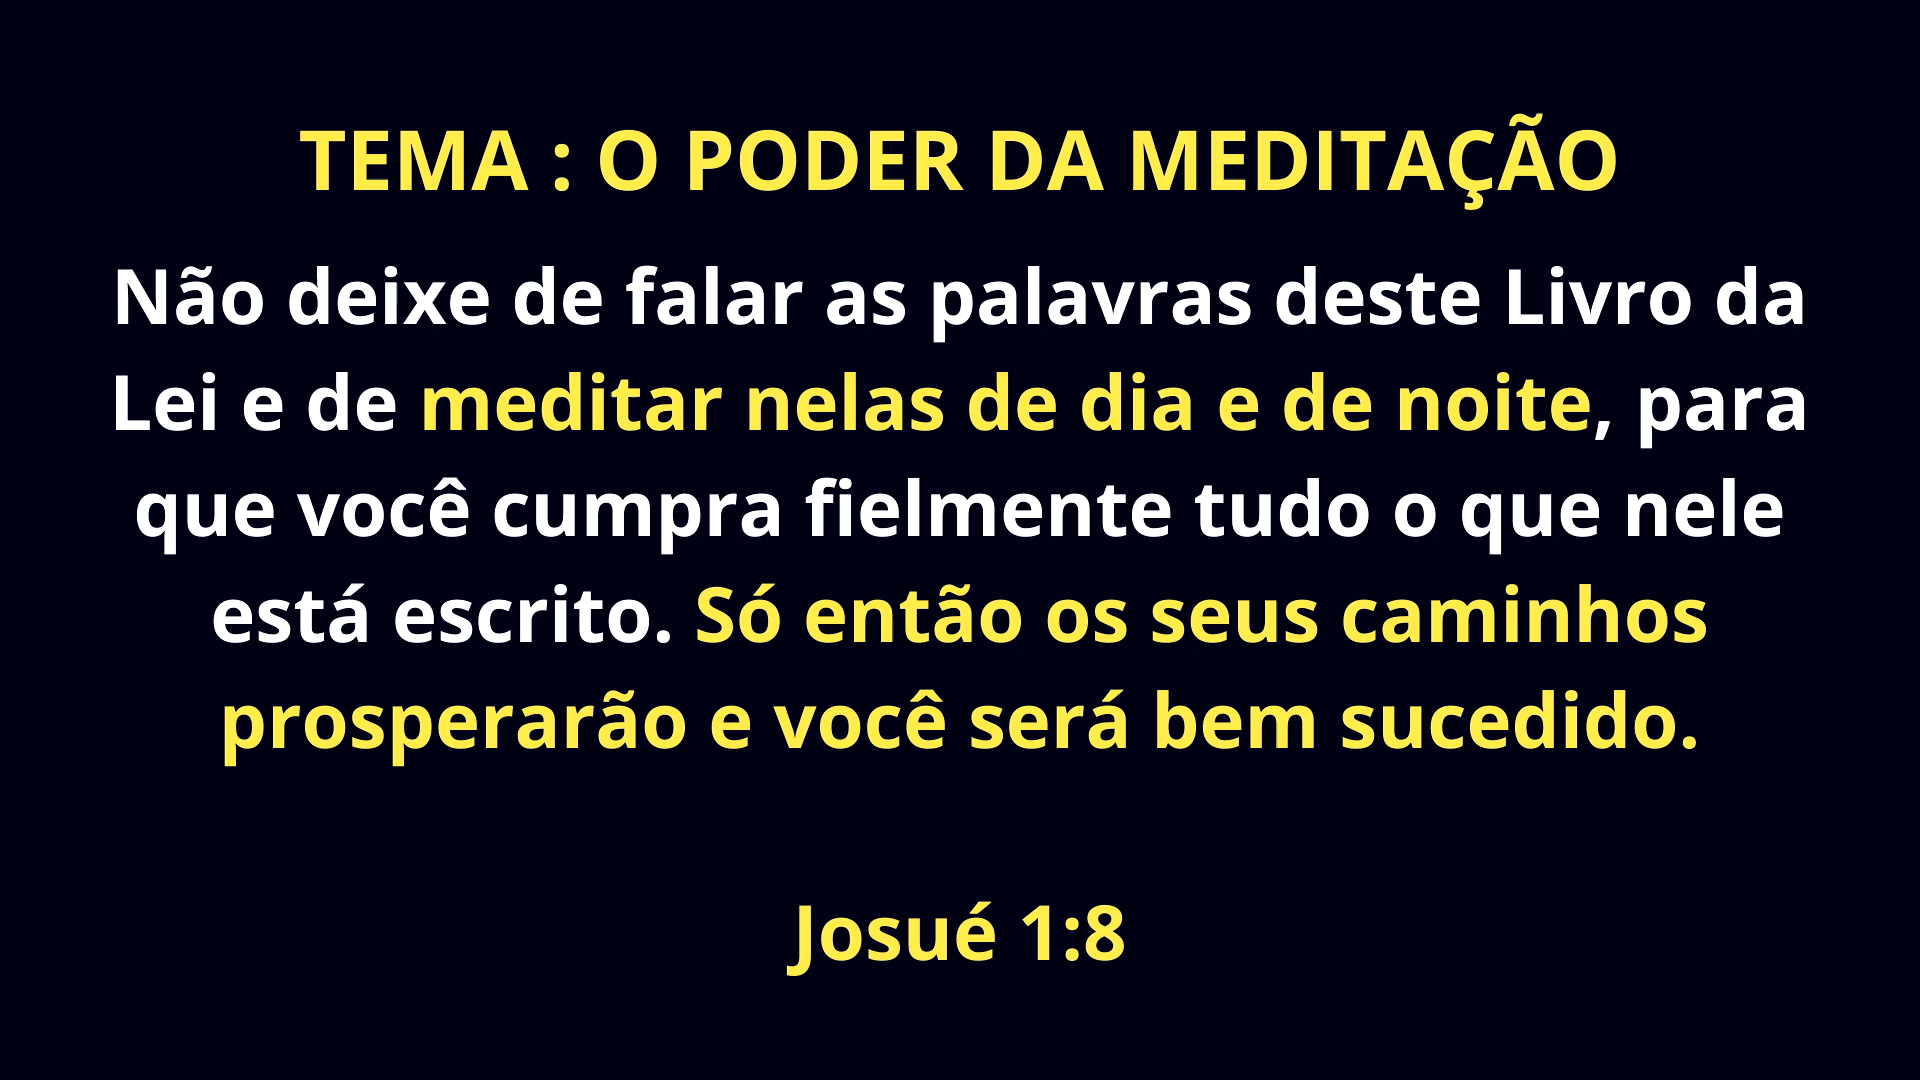 TEMA : O PODER DA MEDITAÇÃO
Não deixe de falar as palavras deste Livro da
Lei e de meditar nelas de dia e de noite, para
que você cumpra fielmente tudo o que nele
está escrito. Só então os seus caminhos
prosperarão e você será bem sucedido.
Josué 1:8